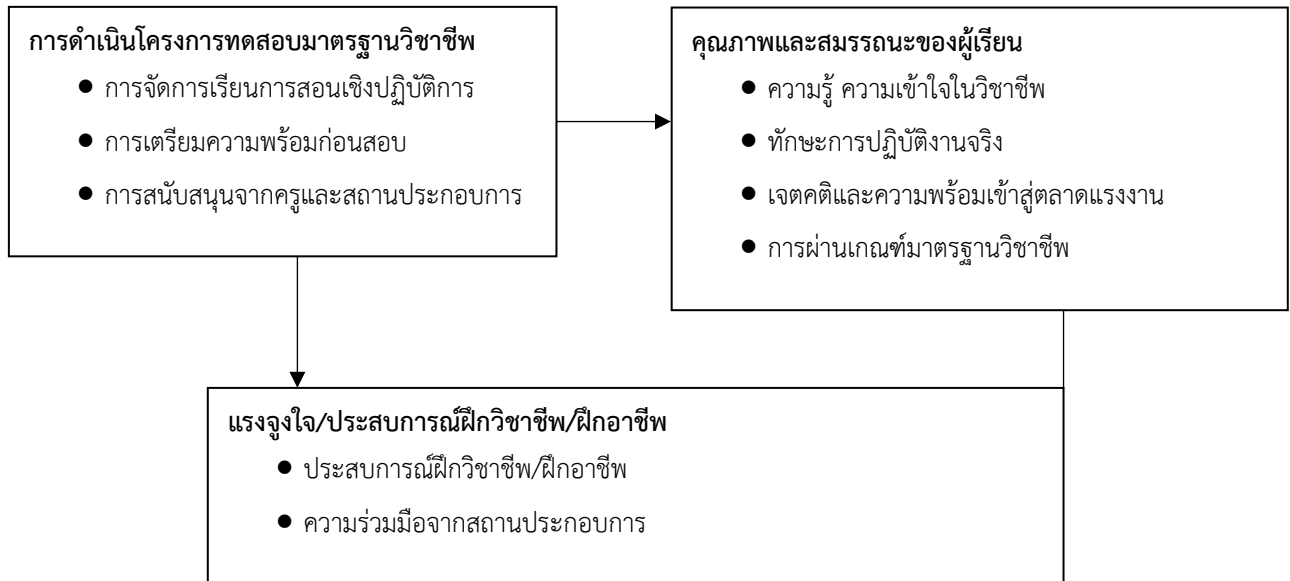 การดำเนินโครงการทดสอบมาตรฐานวิชาชีพ
● การจัดการเรียนการสอนเชิงปฏิบัติการ
● การเตรียมความพร้อมก่อนสอบ
● การสนับสนุนจากครูและสถานประกอบการ
คุณภาพและสมรรถนะของผู้เรียน
● ความรู้ ความเข้าใจในวิชาชีพ
● ทักษะการปฏิบัติงานจริง
● เจตคติและความพร้อมเข้าสู่ตลาดแรงงาน
● การผ่านเกณฑ์มาตรฐานวิชาชีพ
แรงจูงใจ/ประสบการณ์ฝึกวิชาชีพ/ฝึกอาชีพ
● ประสบการณ์ฝึกวิชาชีพ/ฝึกอาชีพ
● ความร่วมมือจากสถานประกอบการ